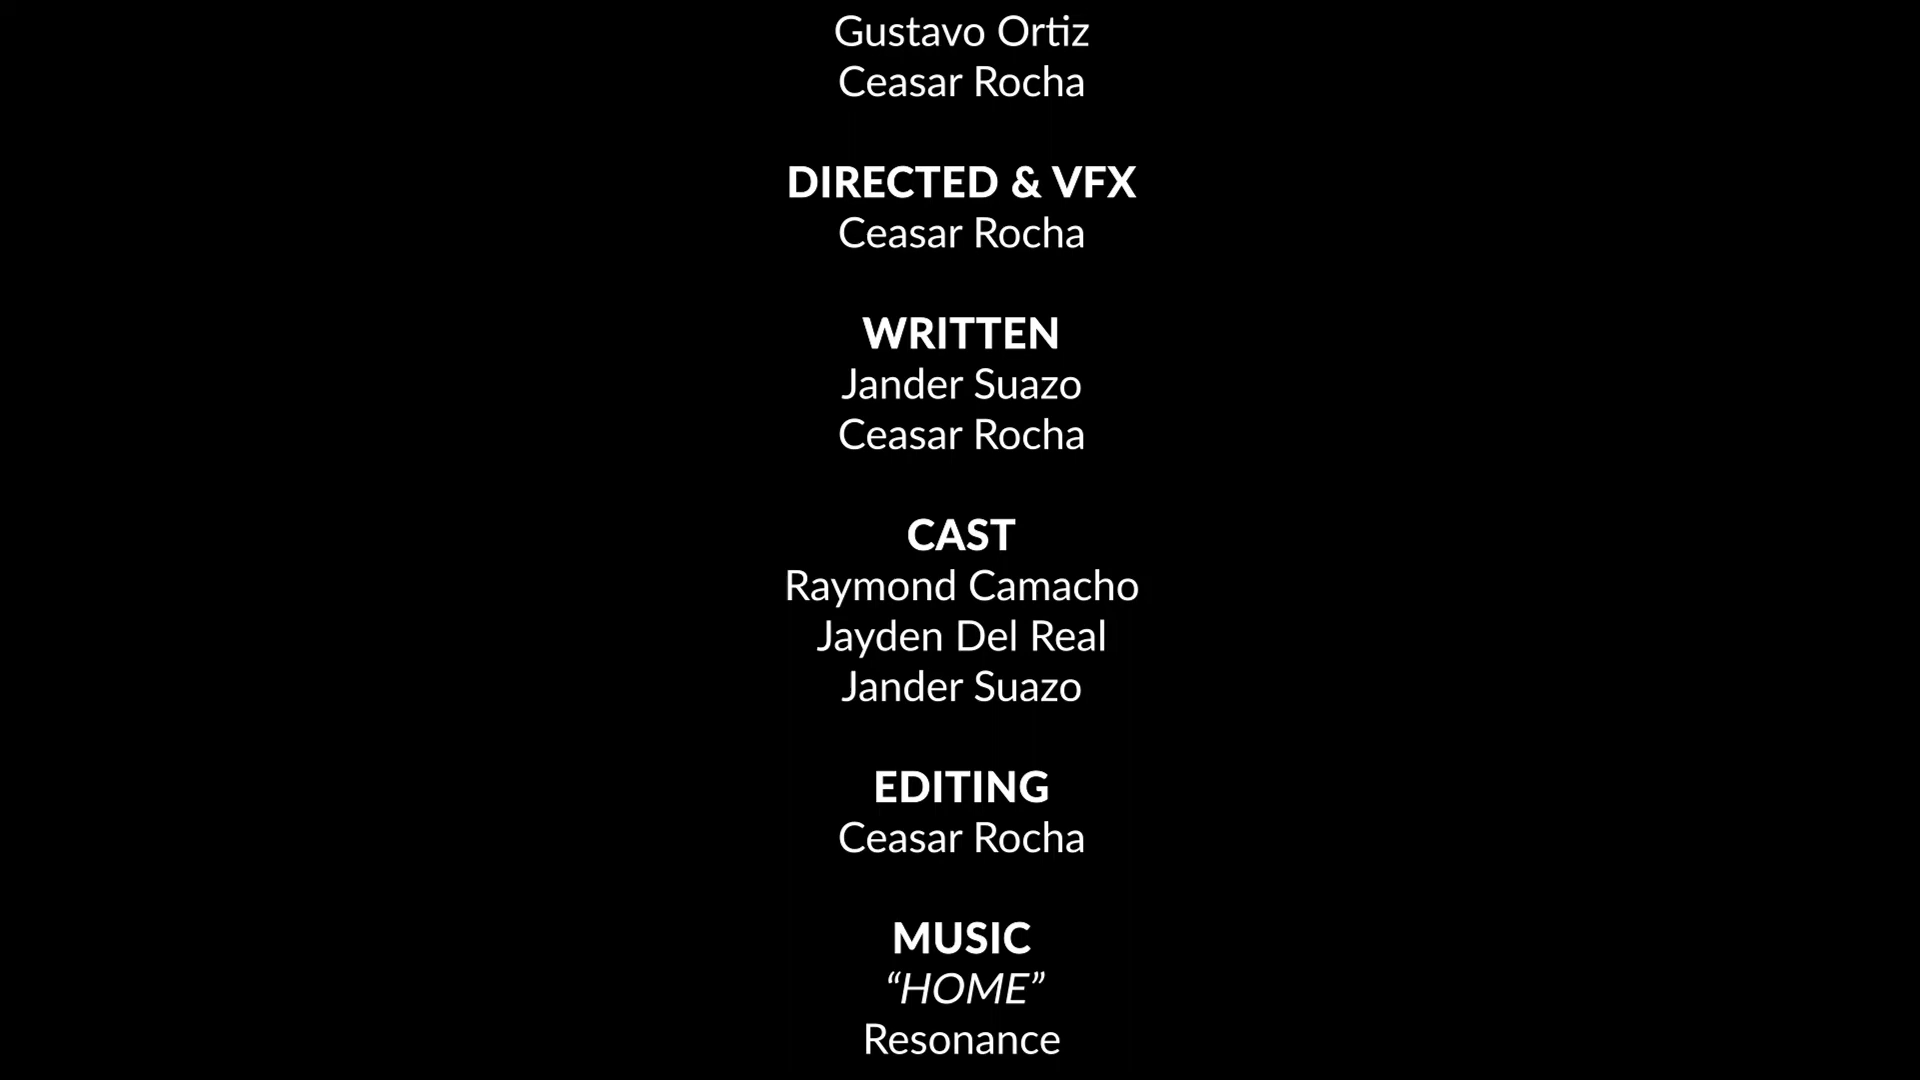 Gustavo Ortiz
Ceasar Rocha
DIRECTED & VFX
Ceasar Rocha
WRITTEN
Jander Suazo
Ceasar Rocha
CAST
Raymond Camacho
Jayden Del Real
Jander Suazo
EDITING
Ceasar Rocha
MUSIC
“HOME”
Resonance